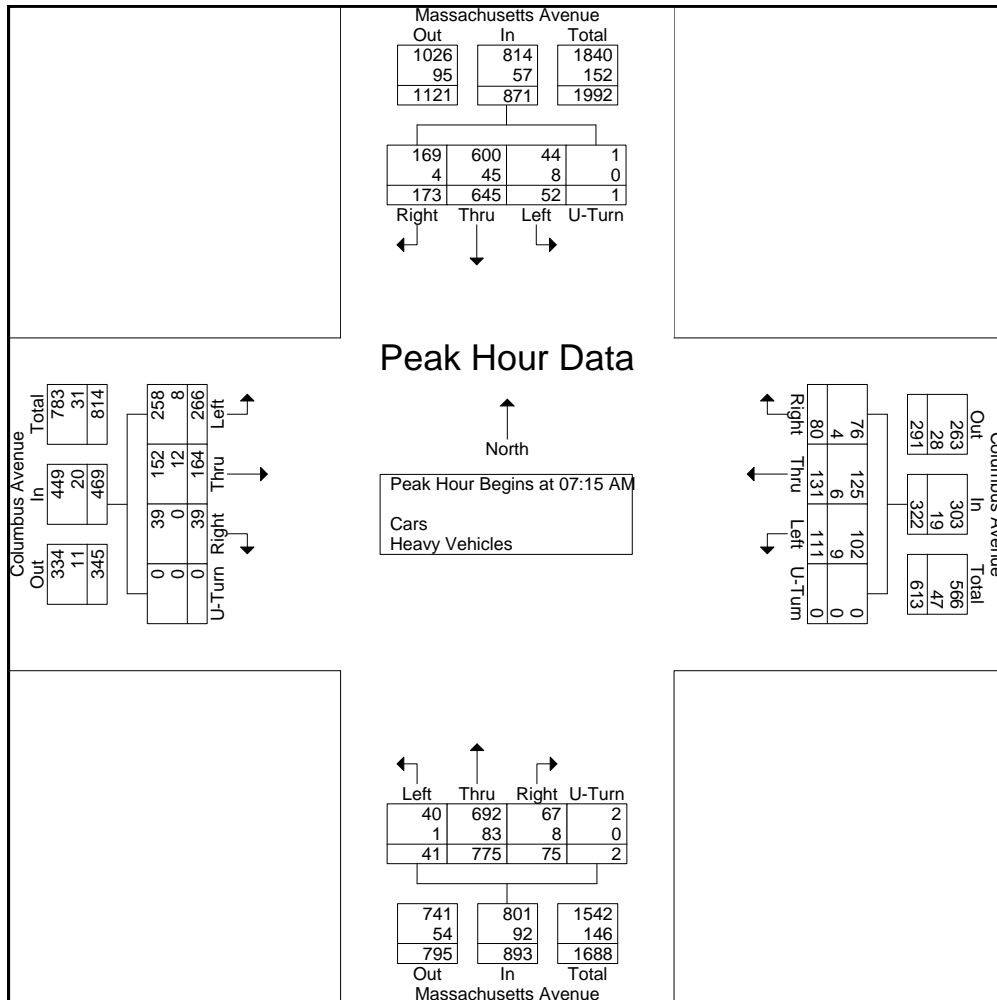 Massachusetts Avenue
Out In Total
1026 814 1840
95 57 152
1121 871 1992
169 600 44 1
4 45 8 0
173 645 52 1
Right Thru Left U-Turn
Peak Hour Data
North
Peak Hour Begins at 07:15 AM
Cars
Heavy Vehicles
Columbus Avenue
Out In Total
334 449 783
11 20 31
345 469 814
0 39 152 258
0 0 12 8
0 39 164 266
U-Turn Right Thru Left
Columbus Avenue
Out In Total
263 303 566
28 19 47
291 322 613
76 125 102 0
4 6 9 0
80 131 111 0
Right Thru Left U-Turn
Left Thru Right U-Turn
40 692 67 2
1 83 8 0
41 775 75 2
741 801 1542
54 92 146
795 893 1688
Out In Total
Massachusetts Avenue